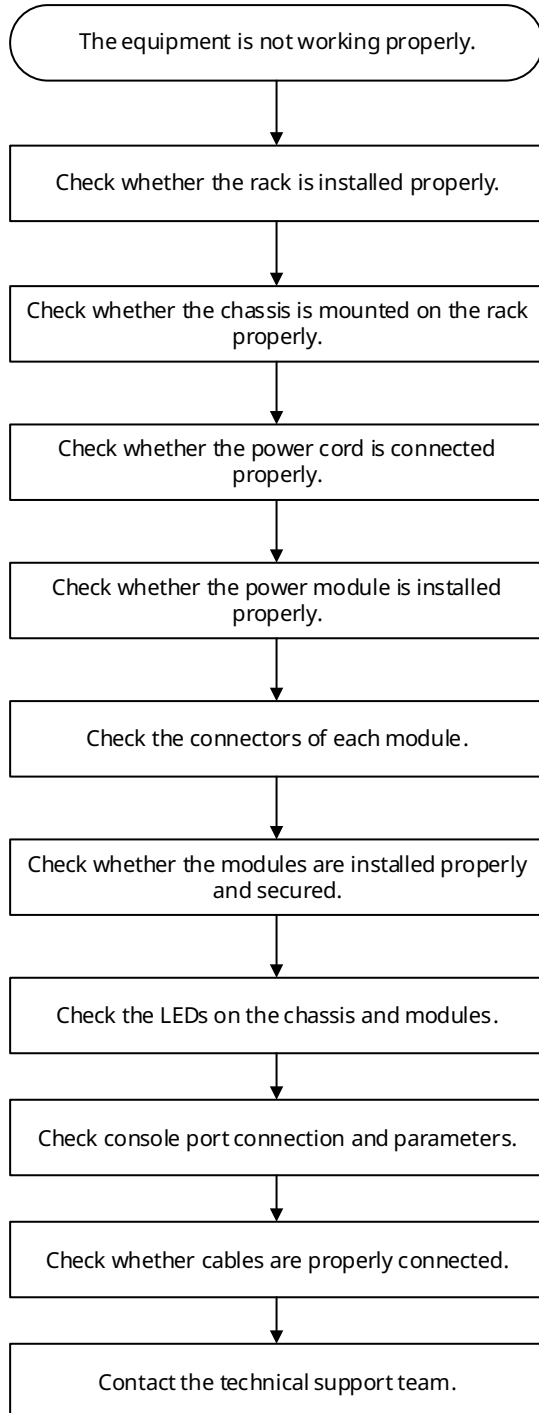 The equipment is not working properly.
Check whether the rack is installed properly.
Check whether the chassis is mounted on the rack
properly.
Check whether the power cord is connected
properly.
Check whether the power module is installed
properly.
Check the connectors of each module.
Check whether the modules are installed properly
and secured.
Check the LEDs on the chassis and modules.
Check console port connection and parameters.
Check whether cables are properly connected.
Contact the technical support team.